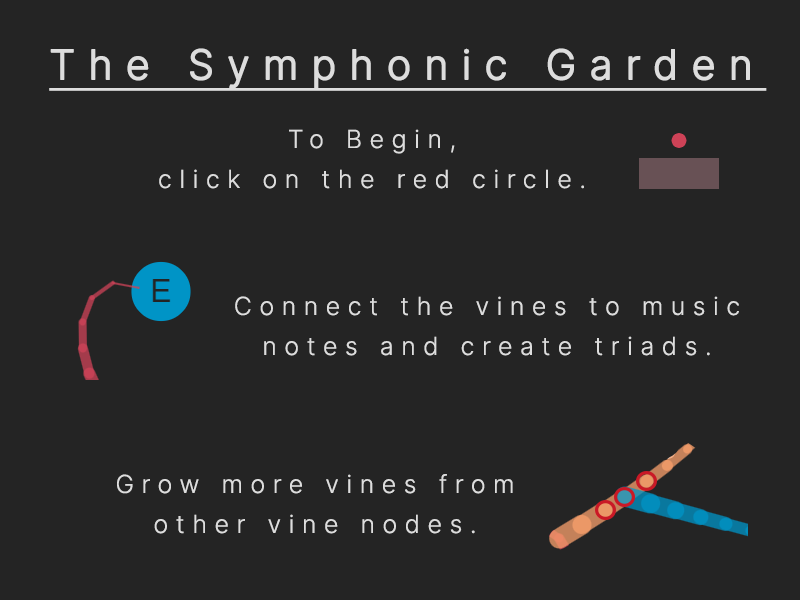 The Symphonic Garden
To Begin,
click on the red circle.
E
Connect the vines to music
notes and create triads.
Grow more vines from
other vine nodes.